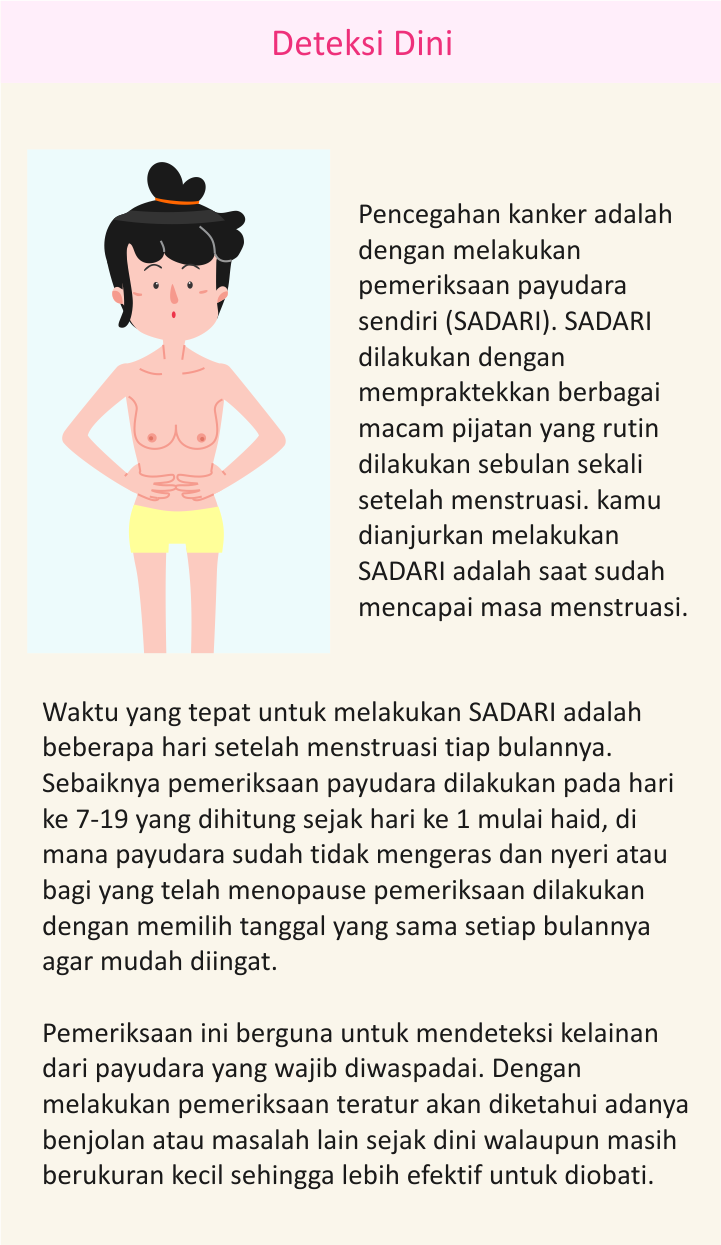 Deteksi Dini
Pencegahan kanker adalah
dengan melakukan
pemeriksaan payudara
sendiri (SADARI). SADARI
dilakukan dengan
mempraktekkan berbagai
macam pijatan yang rutin
dilakukan sebulan sekali
setelah menstruasi. kamu
dianjurkan melakukan
SADARI adalah saat sudah
mencapai masa menstruasi.
Waktu yang tepat untuk melakukan SADARI adalah
beberapa hari setelah menstruasi tiap bulannya.
Sebaiknya pemeriksaan payudara dilakukan pada hari
ke 7-19 yang dihitung sejak hari ke 1 mulai haid, di
mana payudara sudah tidak mengeras dan nyeri atau
bagi yang telah menopause pemeriksaan dilakukan
dengan memilih tanggal yang sama setiap bulannya
agar mudah diingat.
Pemeriksaan ini berguna untuk mendeteksi kelainan
dari payudara yang wajib diwaspadai. Dengan
melakukan pemeriksaan teratur akan diketahui adanya
benjolan atau masalah lain sejak dini walaupun masih
berukuran kecil sehingga lebih efektif untuk diobati.